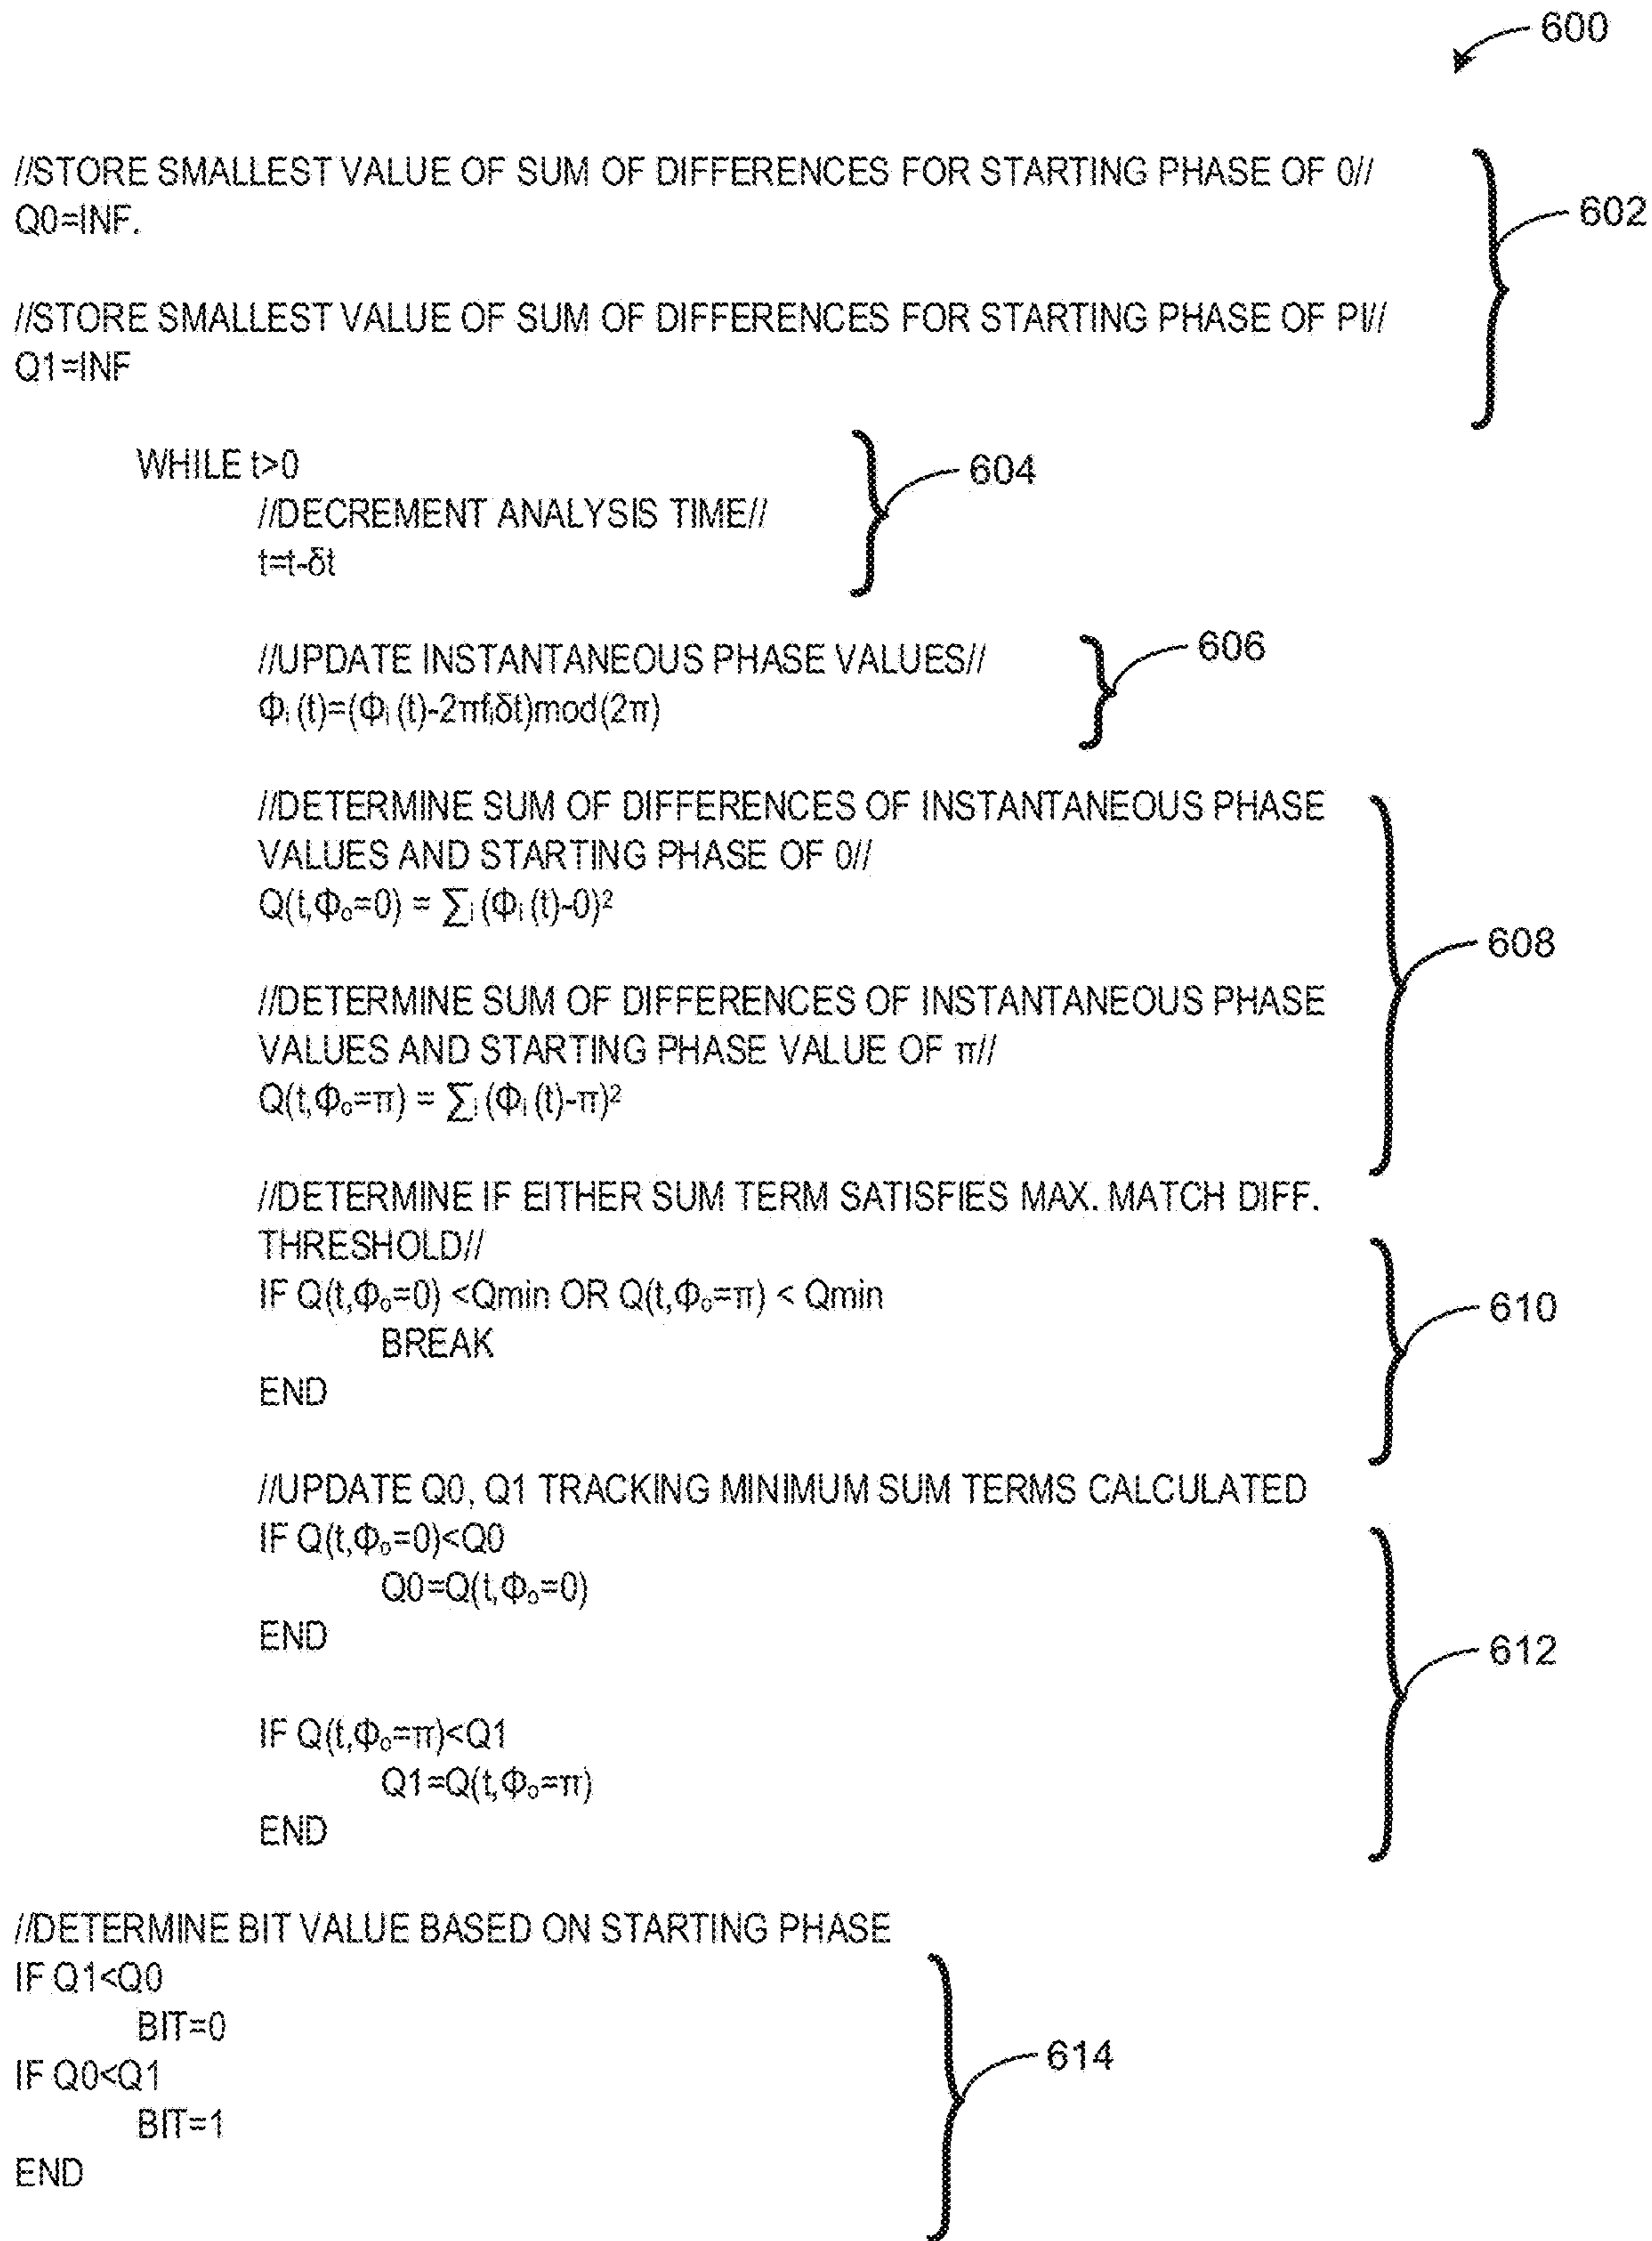 600
//STORE SMALLEST VALUE OF SUM OF DIFFERENCES FOR STARTING PHASE OF 0//
Q0=INF.
602
//STORE SMALLEST VALUE OF SUM OF DIFFERENCES FOR STARTING PHASE OF PI//
Q1=INF
WHILE t>0
604
//DECREMENT ANALYSIS TIME//
t=t-δt
//UPDATE INSTANTANEOUS PHASE VALUES//
606
Φᵢ (t)=(Φᵢ (t)-2πfᵢδt)mod(2π)
//DETERMINE SUM OF DIFFERENCES OF INSTANTANEOUS PHASE
VALUES AND STARTING PHASE OF 0//
Q(t,Φₒ=0) = ∑ᵢ (Φᵢ (t)-0)²
608
//DETERMINE SUM OF DIFFERENCES OF INSTANTANEOUS PHASE
VALUES AND STARTING PHASE VALUE OF π//
Q(t,Φₒ=π) = ∑ᵢ (Φᵢ (t)-π)²
//DETERMINE IF EITHER SUM TERM SATISFIES MAX. MATCH DIFF.
THRESHOLD//
IF Q(t,Φₒ=0) <Qmin OR Q(t,Φₒ=π) < Qmin
610
BREAK
END
//UPDATE Q0, Q1 TRACKING MINIMUM SUM TERMS CALCULATED
IF Q(t,Φₒ=0)<Q0
Q0=Q(t,Φₒ=0)
END
612
IF Q(t,Φₒ=π)<Q1
Q1=Q(t,Φₒ=π)
END
//DETERMINE BIT VALUE BASED ON STARTING PHASE
IF Q1<Q0
BIT=0
614
IF Q0<Q1
BIT=1
END